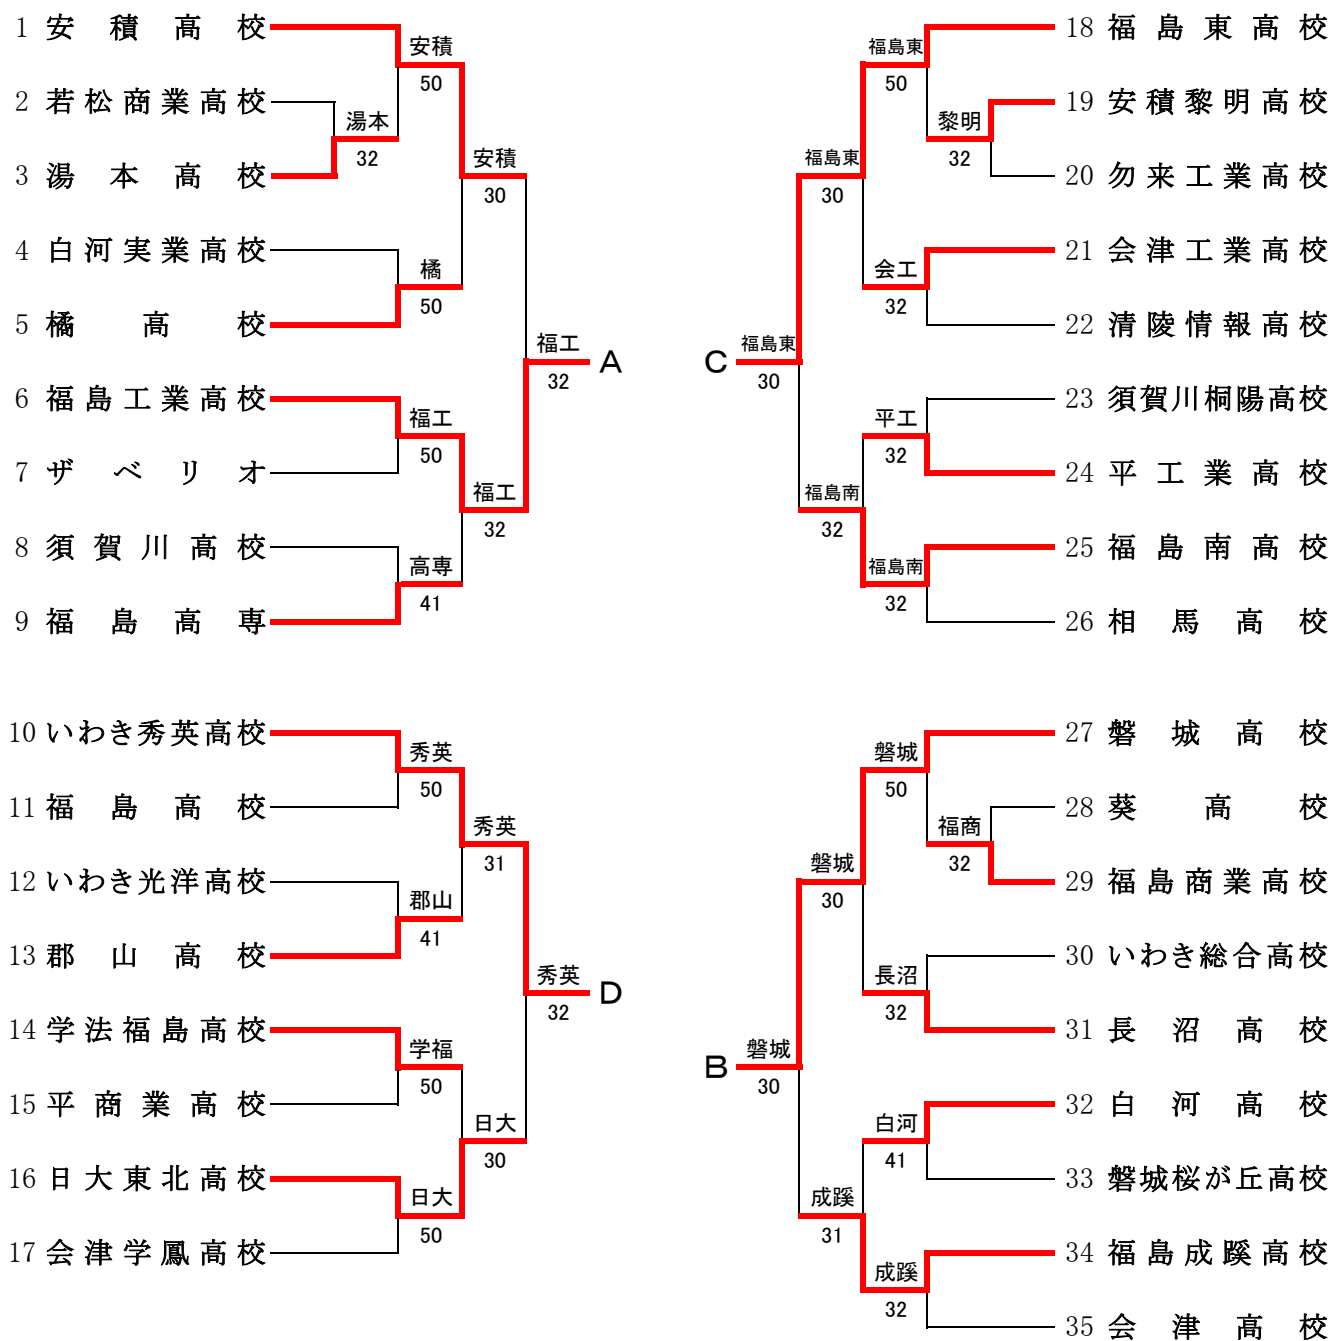 1 安積高校
2 若松商業高校
3 湯本高校
4 白河実業高校
5 橘高校
6 福島工業高校
7 ザベリオ
8 須賀川高校
9 福島高専
湯本
32
安積
50
橘
50
福工
50
高専
41
安積
30
福工
32
福工
32
A
10 いわき秀英高校
11 福島高校
12 いわき光洋高校
13 郡山高校
14 学法福島高校
15 平商業高校
16 日大東北高校
17 会津学鳳高校
秀英
50
郡山
41
学福
50
日大
50
秀英
31
日大
30
秀英
32
D
18 福島東高校
19 安積黎明高校
20 勿来工業高校
21 会津工業高校
22 清陵情報高校
23 須賀川桐陽高校
24 平工業高校
25 福島南高校
26 相馬高校
黎明
32
福島東
50
会工
32
平工
32
福島南
32
福島東
30
福島南
32
福島東
30
C
27 磐城高校
28 葵高校
29 福島商業高校
30 いわき総合高校
31 長沼高校
32 白河高校
33 磐城桜が丘高校
34 福島成蹊高校
35 会津高校
福商
32
磐城
50
長沼
32
白河
41
成蹊
32
磐城
30
成蹊
31
磐城
30
B